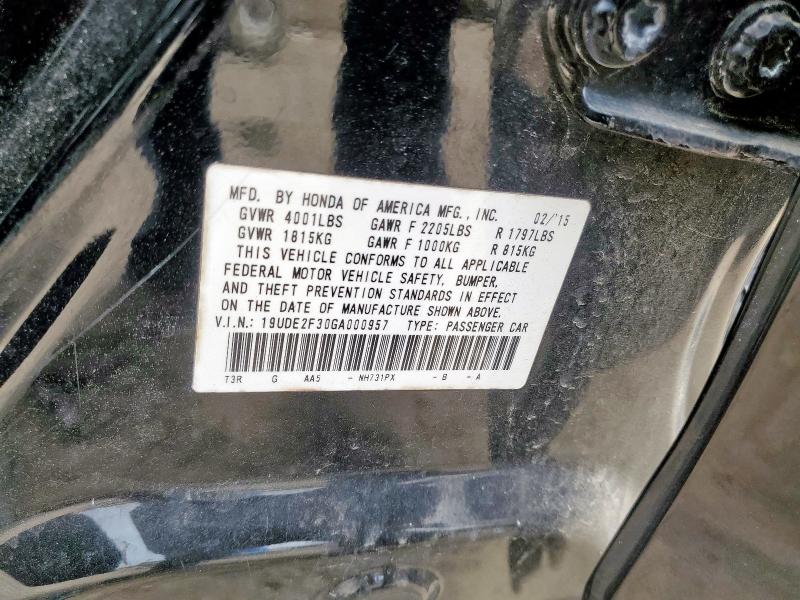 MFD. BY HONDA OF AMERICA MFG., INC. 02/'15
GVWR 4001LBS GAWR F 2205LBS R 1797LBS
GVWR 1815KG GAWR F 1000KG R 815KG
THIS VEHICLE CONFORMS TO ALL APPLICABLE
FEDERAL MOTOR VEHICLE SAFETY, BUMPER,
AND THEFT PREVENTION STANDARDS IN EFFECT
ON THE DATE OF MANUFACTURE SHOWN ABOVE.
V.I.N.: 19UDE2F30GA000957 TYPE: PASSENGER CAR
T3R G AA5 - NH731PX - B - A